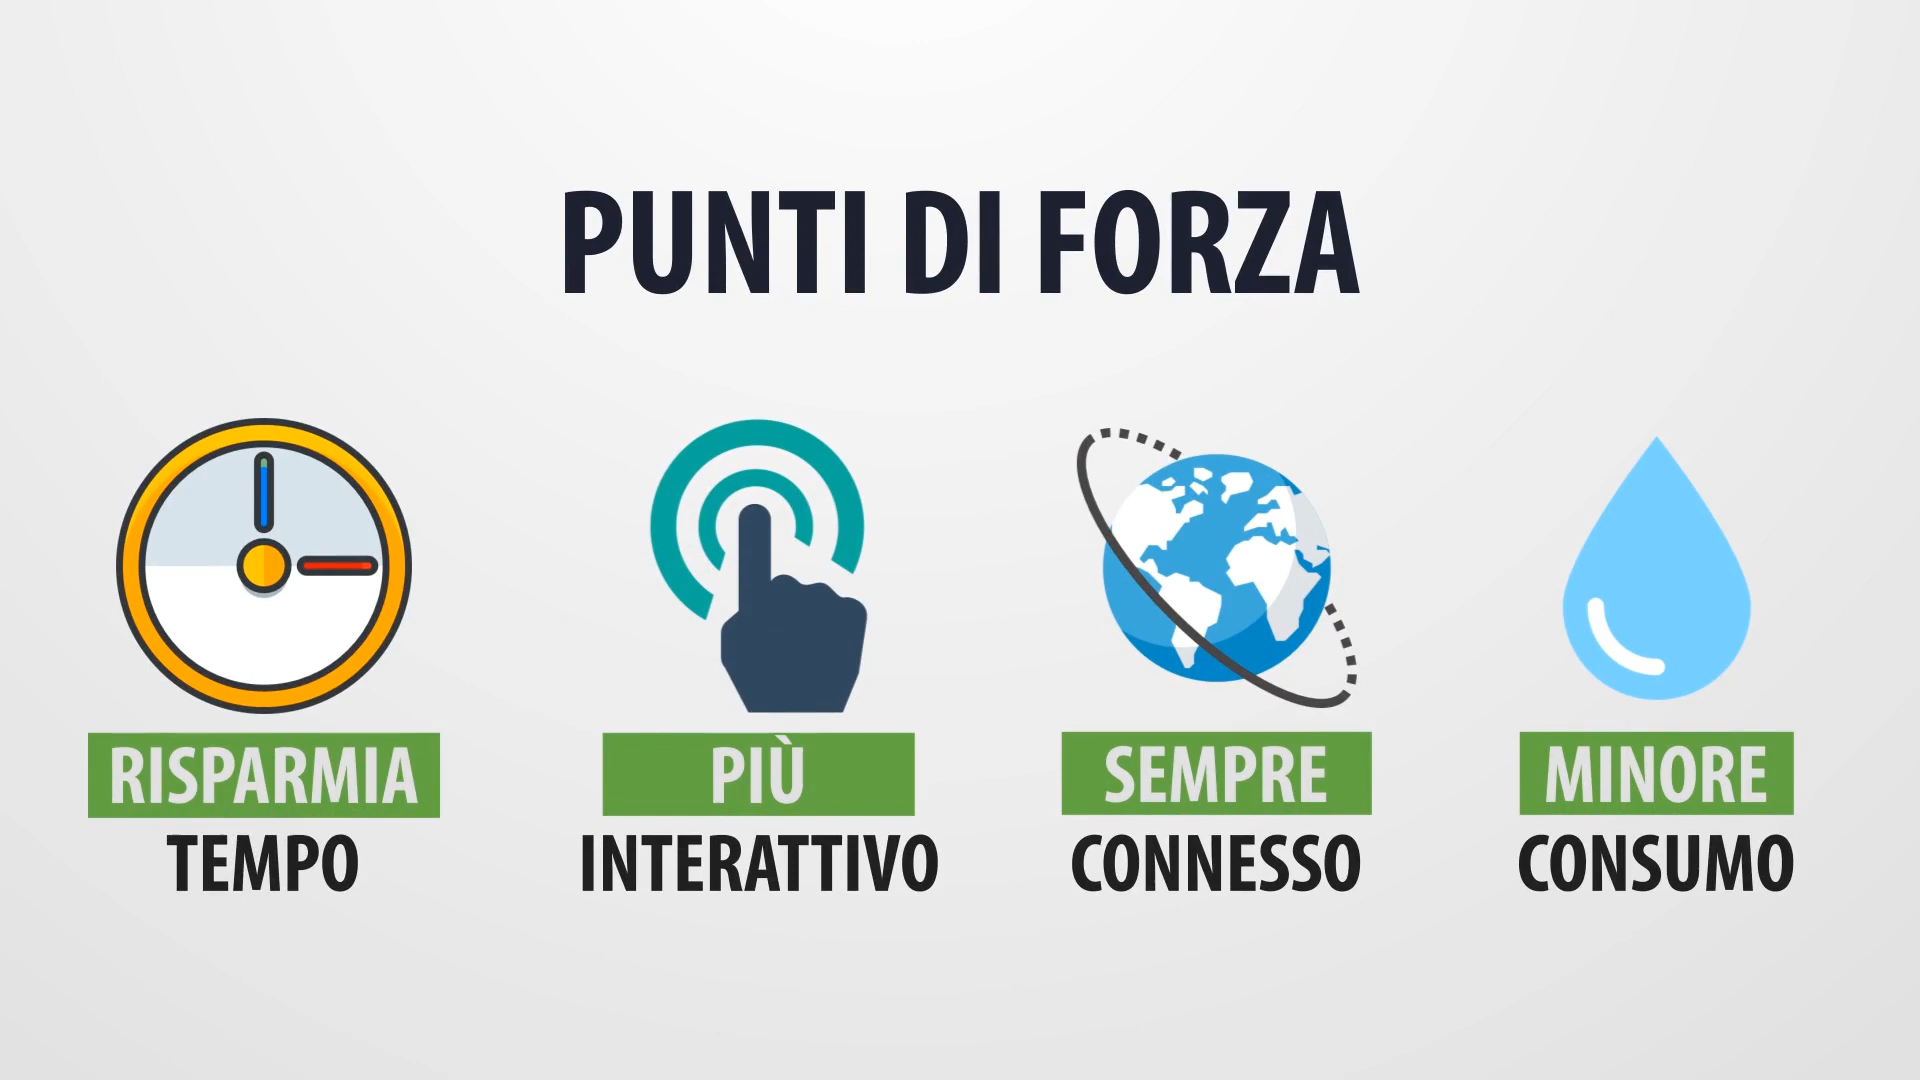 PUNTI DI FORZA
RISPARMIA
TEMPO
PIÙ
INTERATTIVO
SEMPRE
CONNESSO
MINORE
CONSUMO